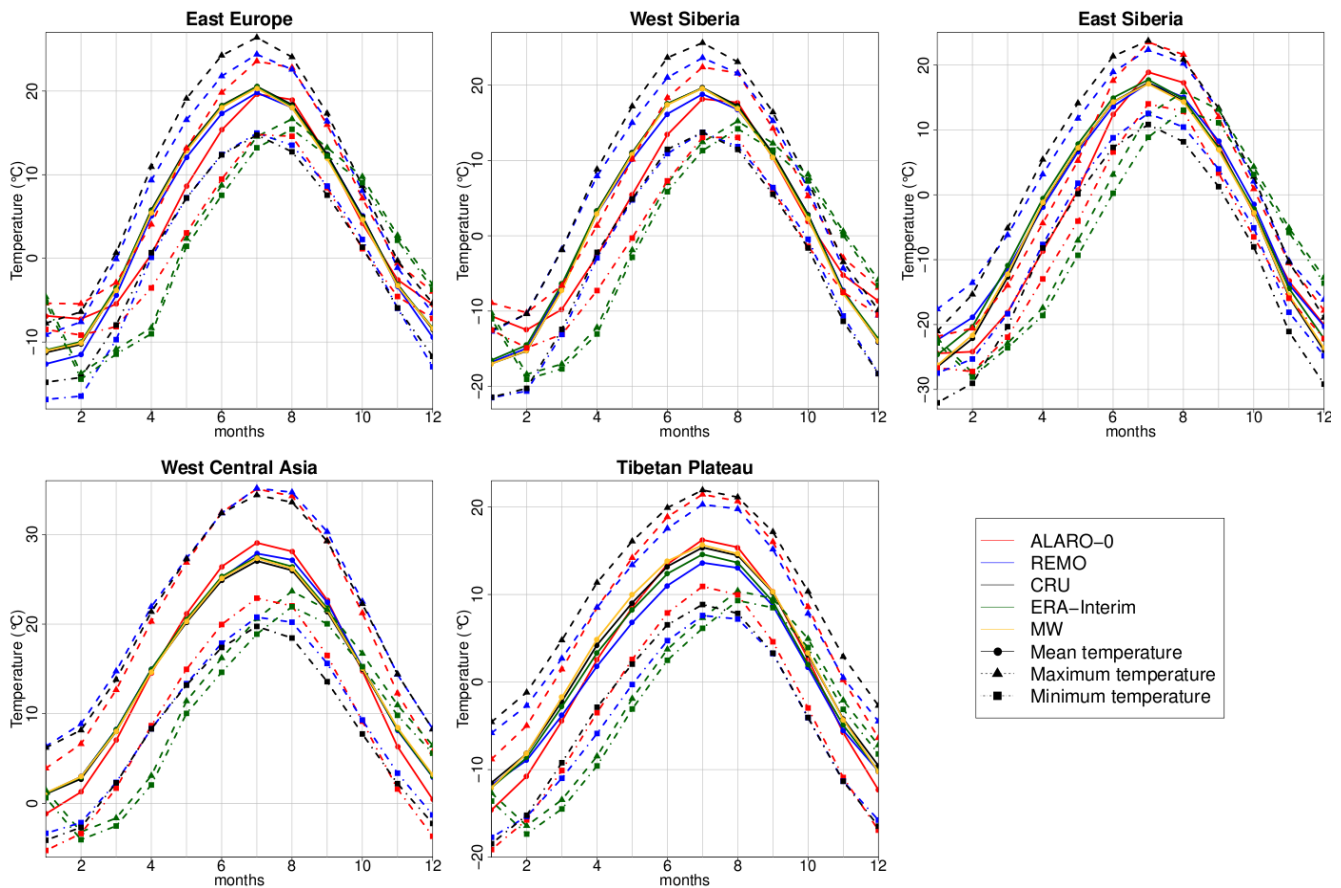 East Europe
Temperature (°C)
20
10
0
−10
2 4 6 8 10 12
months
West Siberia
Temperature (°C)
20
10
0
−10
−20
2 4 6 8 10 12
months
East Siberia
Temperature (°C)
20
10
0
−10
−20
−30
2 4 6 8 10 12
months
West Central Asia
Temperature (°C)
30
20
10
0
2 4 6 8 10 12
months
Tibetan Plateau
Temperature (°C)
20
10
0
−10
−20
2 4 6 8 10 12
months
ALARO−0
REMO
CRU
ERA−Interim
MW
Mean temperature
Maximum temperature
Minimum temperature